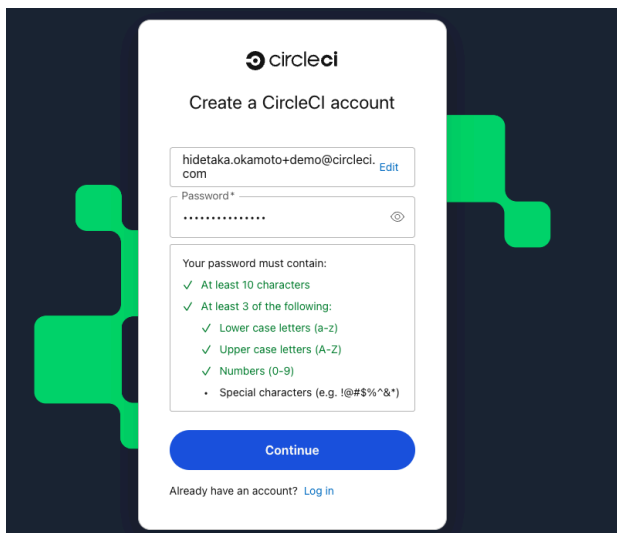 circleci
Create a CircleCI account
hidetaka.okamoto+demo@circleci.
com
Edit
Password*
•••••••••••••••
Your password must contain:
✓ At least 10 characters
✓ At least 3 of the following:
✓ Lower case letters (a-z)
✓ Upper case letters (A-Z)
✓ Numbers (0-9)
• Special characters (e.g. !@#$%^&*)
Continue
Already have an account? Log in